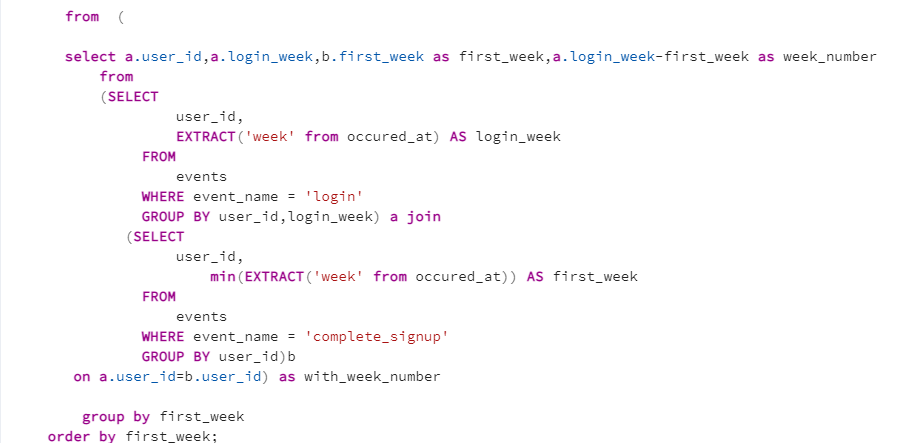 from (
select a.user_id,a.login_week,b.first_week as first_week,a.login_week-first_week as week_number
from
(SELECT
user_id,
EXTRACT('week' from occured_at) AS login_week
FROM
events
WHERE event_name = 'login'
GROUP BY user_id,login_week) a join
(SELECT
user_id,
min(EXTRACT('week' from occured_at)) AS first_week
FROM
events
WHERE event_name = 'complete_signup'
GROUP BY user_id)b
on a.user_id=b.user_id) as with_week_number
group by first_week
order by first_week;